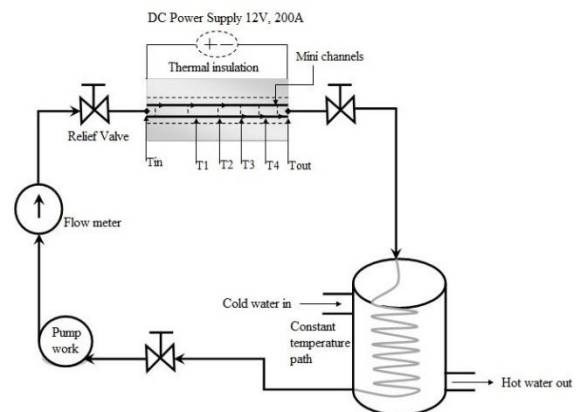 DC Power Supply 12V, 200A
Mini channels
Thermal insulation
Relief Valve
Tin
T1
T2
T3
T4
Tout
Flow meter
Cold water in
Constant
temperature
path
Pump
work
Hot water out